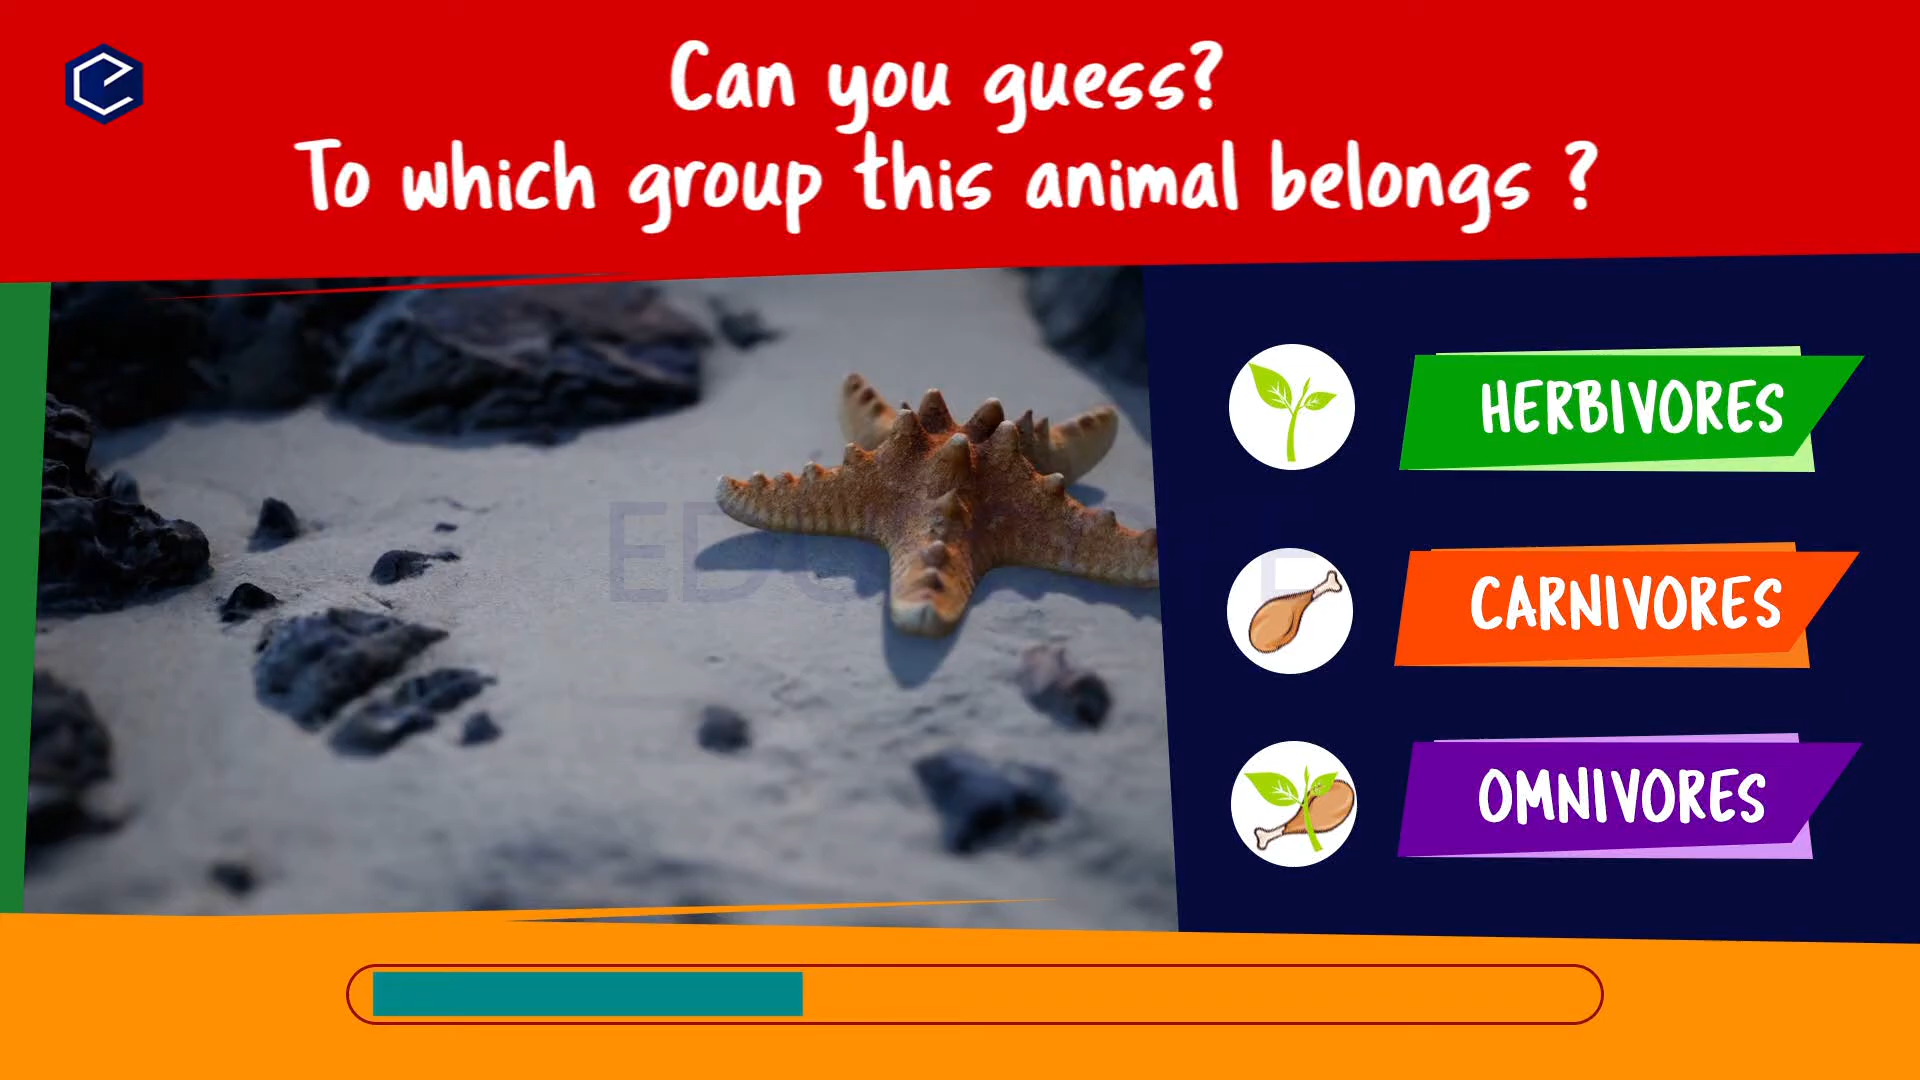 Can you guess?
To which group this animal belongs ?
HERBIVORES
CARNIVORES
OMNIVORES